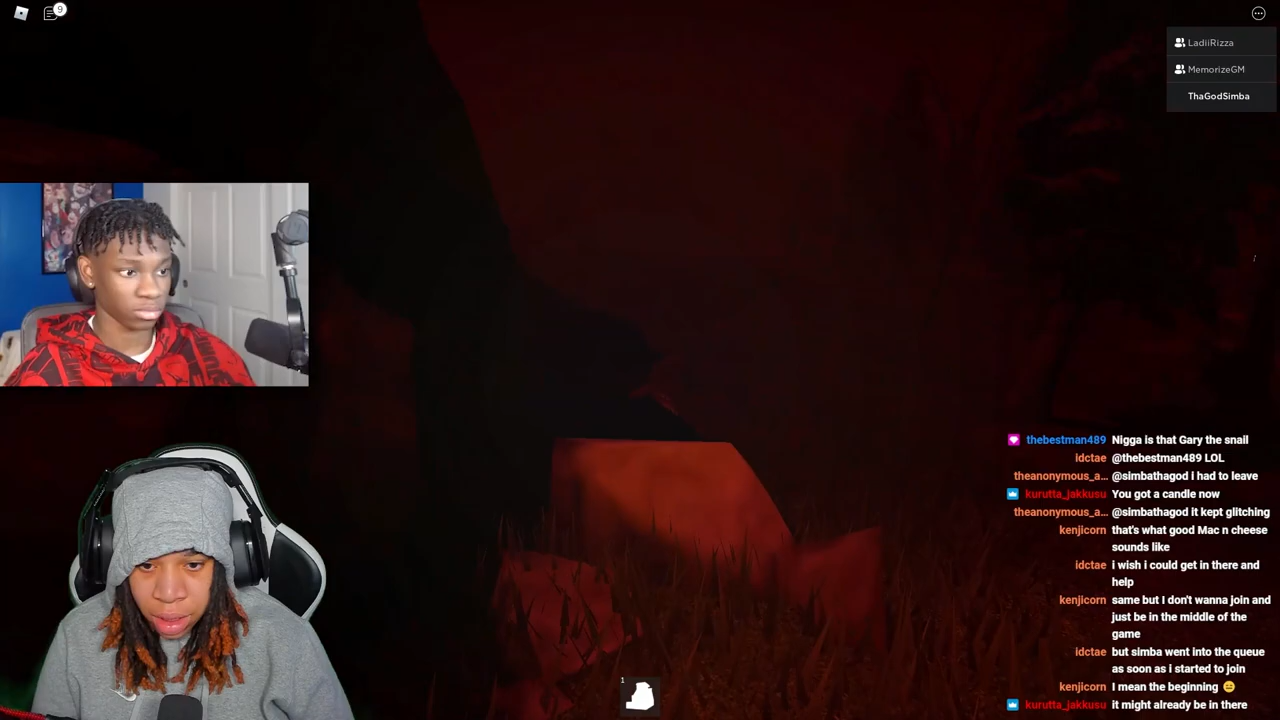 9
LadiiRizza
MemorizeGM
ThaGodSimba
thebestman489 Nigga is that Gary the snail
idctae @thebestman489 LOL
theanonymous_a... @simbathagod i had to leave
kurutta_jakkusu You got a candle now
theanonymous_a... @simbathagod it kept glitching
kenjicorn that's what good Mac n cheese
sounds like
idctae i wish i could get in there and
help
kenjicorn same but I don't wanna join and
just be in the middle of the
game
idctae but simba went into the queue
as soon as i started to join
kenjicorn I mean the beginning 😑
kurutta_jakkusu it might already be in there
1